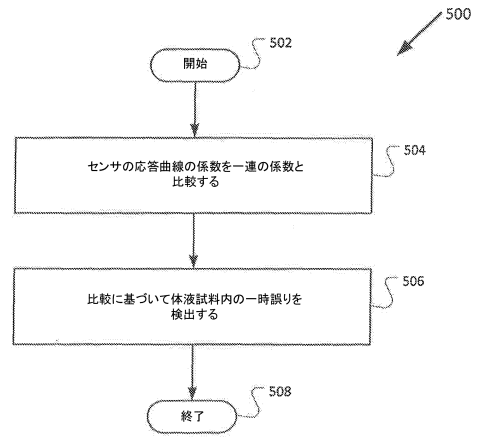 500
502
開始
504
センサの応答曲線の係数を一連の係数と
比較する
506
比較に基づいて体液試料内の一時誤りを
検出する
508
終了